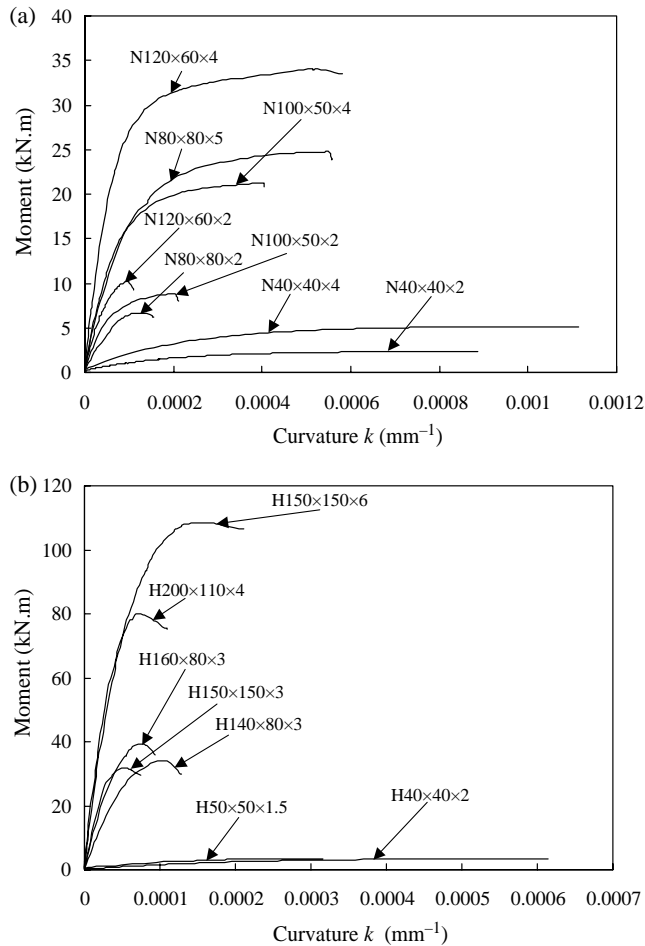 (a)
40
35
30
25
20
15
10
5
0
Moment (kN.m)
N120×60×4
N100×50×4
N80×80×5
N120×60×2
N100×50×2
N80×80×2
N40×40×4
N40×40×2
0 0.0002 0.0004 0.0006 0.0008 0.001 0.0012
Curvature k (mm–1)
(b)
120
100
80
60
40
20
0
Moment (kN.m)
H150×150×6
H200×110×4
H160×80×3
H150×150×3
H140×80×3
H50×50×1.5
H40×40×2
0 0.0001 0.0002 0.0003 0.0004 0.0005 0.0006 0.0007
Curvature k (mm–1)